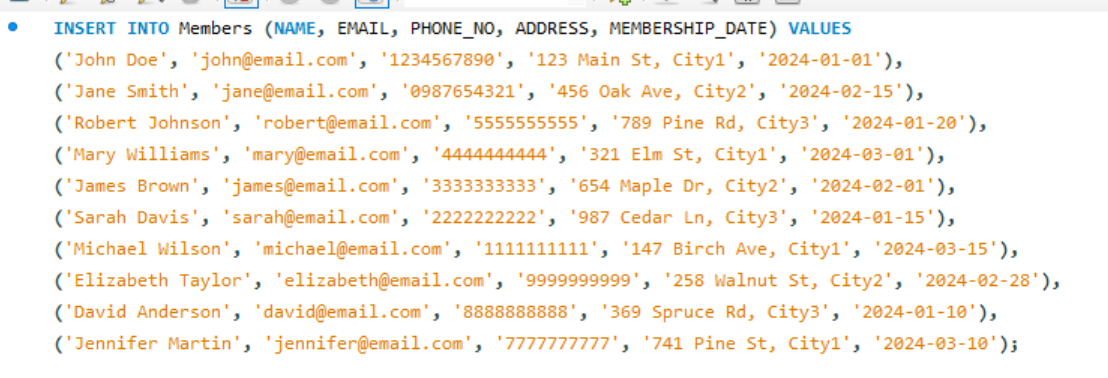 INSERT INTO Members (NAME, EMAIL, PHONE_NO, ADDRESS, MEMBERSHIP_DATE) VALUES
('John Doe', 'john@email.com', '1234567890', '123 Main St, City1', '2024-01-01'),
('Jane Smith', 'jane@email.com', '0987654321', '456 Oak Ave, City2', '2024-02-15'),
('Robert Johnson', 'robert@email.com', '5555555555', '789 Pine Rd, City3', '2024-01-20'),
('Mary Williams', 'mary@email.com', '4444444444', '321 Elm St, City1', '2024-03-01'),
('James Brown', 'james@email.com', '3333333333', '654 Maple Dr, City2', '2024-02-01'),
('Sarah Davis', 'sarah@email.com', '2222222222', '987 Cedar Ln, City3', '2024-01-15'),
('Michael Wilson', 'michael@email.com', '1111111111', '147 Birch Ave, City1', '2024-03-15'),
('Elizabeth Taylor', 'elizabeth@email.com', '9999999999', '258 Walnut St, City2', '2024-02-28'),
('David Anderson', 'david@email.com', '8888888888', '369 Spruce Rd, City3', '2024-01-10'),
('Jennifer Martin', 'jennifer@email.com', '7777777777', '741 Pine St, City1', '2024-03-10');